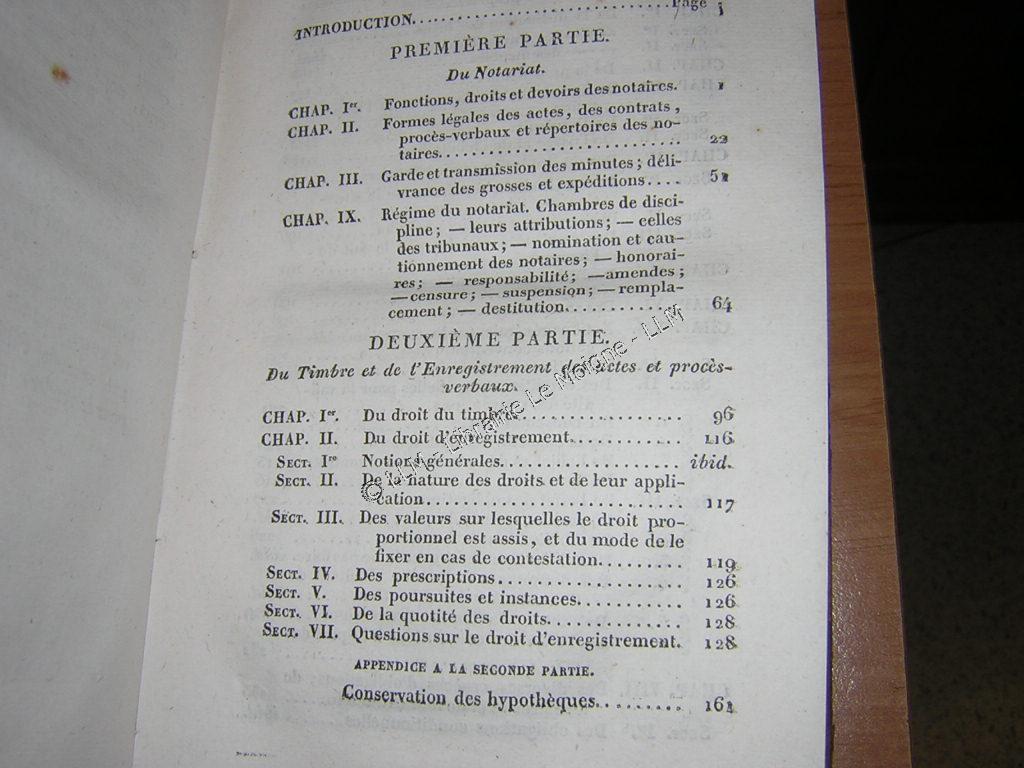 INTRODUCTION.............................Page j
PREMIÈRE PARTIE.
Du Notariat.
CHAP. Ier. Fonctions, droits et devoirs des notaires. 1
CHAP. II. Formes légales des actes, des contrats,
procès-verbaux et répertoires des no-
taires............................. 22
CHAP. III. Garde et transmission des minutes; déli-
vrance des grosses et expéditions.... 51
CHAP. IX. Régime du notariat. Chambres de disci-
pline; — leurs attributions; — celles
des tribunaux; — nomination et cau-
tionnement des notaires; — honorai-
res; — responsabilité; — amendes;
— censure; — suspension; — rempla-
cement; — destitution............. 64
DEUXIÈME PARTIE.
Du Timbre et de l'Enregistrement des actes et procès-
verbaux.
CHAP. Ier. Du droit du timbre.................. 96
CHAP. II. Du droit d'enregistrement............ 116
SECT. Ire Notions générales................... ibid.
SECT. II. De la nature des droits et de leur appli-
cation............................. 117
SECT. III. Des valeurs sur lesquelles le droit pro-
portionnel est assis, et du mode de le
fixer en cas de contestation......... 119
SECT. IV. Des prescriptions.................... 126
SECT. V. Des poursuites et instances........... 126
SECT. VI. De la quotité des droits.............. 128
SECT. VII. Questions sur le droit d'enregistrement. 128
APPENDICE A LA SECONDE PARTIE.
Conservation des hypothèques......... 161
© LLM - Librairie Le Moigne - LLM